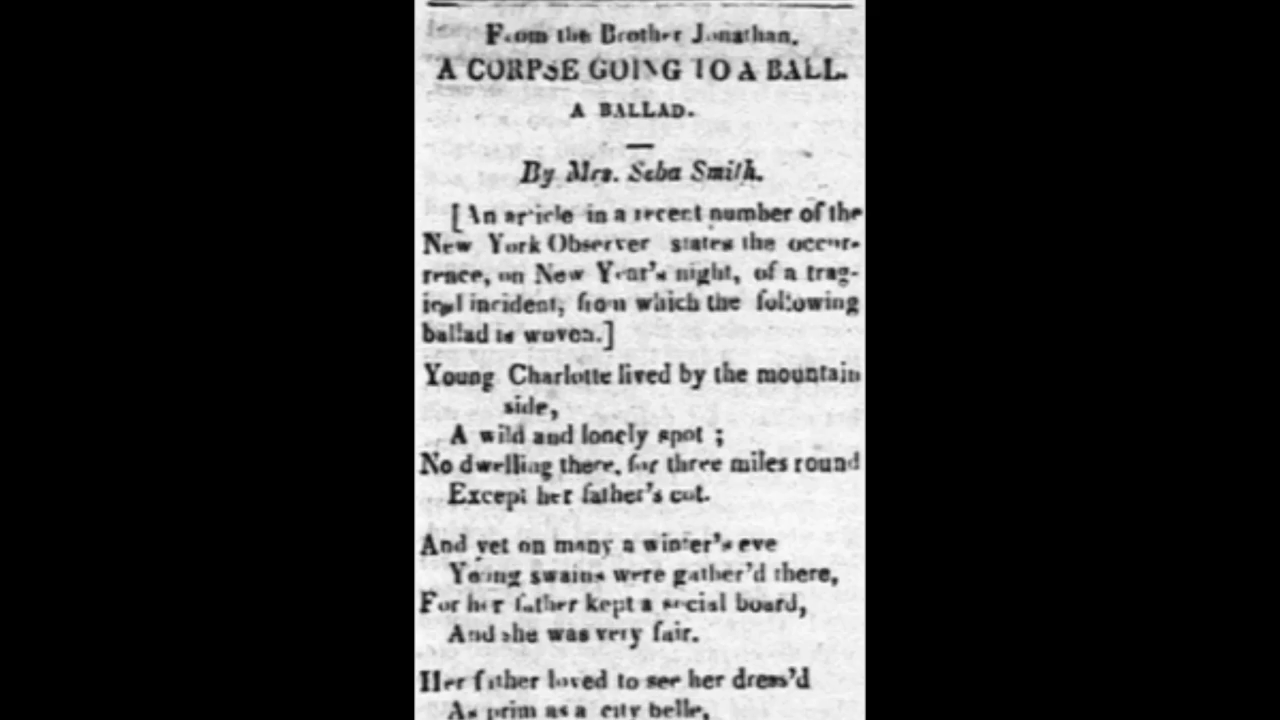 From the Brother Jonathan.
A CORPSE GOING TO A BALL.
A BALLAD.
By Mrs. Seba Smith.
[An article in a recent number of the
New York Observer states the occur-
rence, on New Year's night, of a trag-
ical incident, from which the following
ballad is woven.]
Young Charlotte lived by the mountain
side,
A wild and lonely spot ;
No dwelling there, for three miles round
Except her father's cot.
And yet on many a winter's eve
Young swains were gather'd there,
For her father kept a social board,
And she was very fair.
Her father loved to see her dress'd
As prim as a city belle,